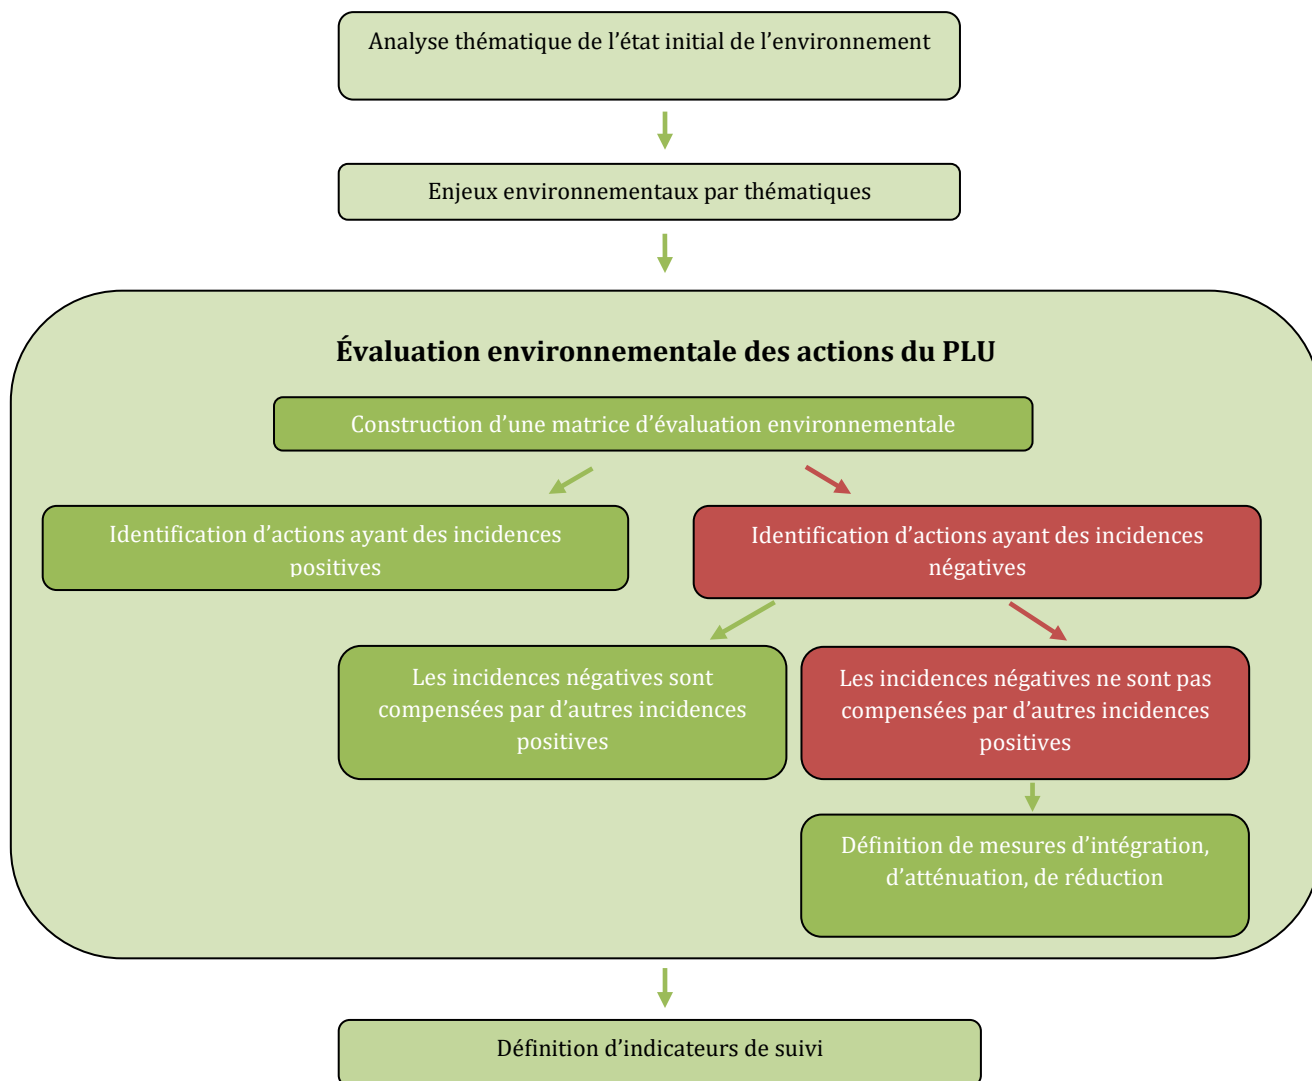 Analyse thématique de l’état initial de l’environnement
Enjeux environnementaux par thématiques
Évaluation environnementale des actions du PLU
Construction d’une matrice d’évaluation environnementale
Identification d’actions ayant des incidences
positives
Identification d’actions ayant des incidences
négatives
Les incidences négatives sont
compensées par d’autres incidences
positives
Les incidences négatives ne sont pas
compensées par d’autres incidences
positives
Définition de mesures d’intégration,
d’atténuation, de réduction
Définition d’indicateurs de suivi